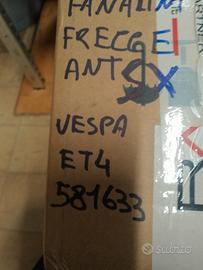 FANALINI
FRECCE
ANT SX
VESPA
ET4
581633
subito